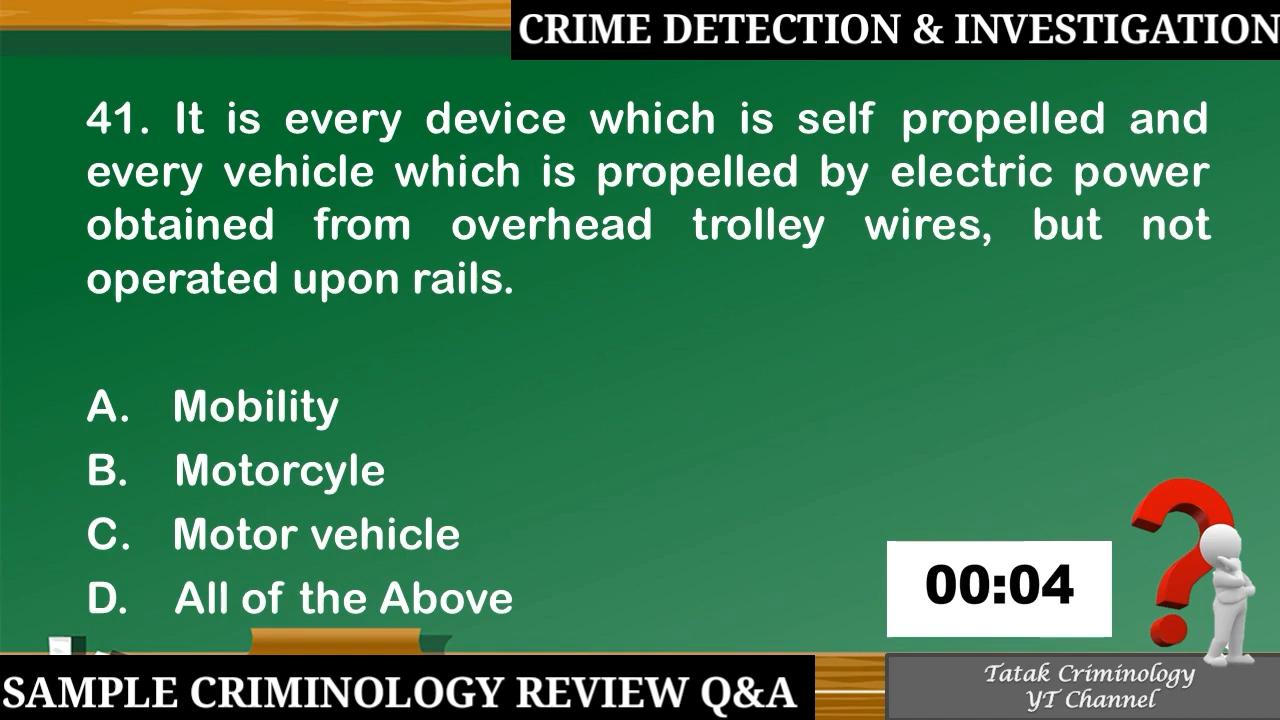 CRIME DETECTION & INVESTIGATION
41. It is every device which is self propelled and
every vehicle which is propelled by electric power
obtained from overhead trolley wires, but not
operated upon rails.
A. Mobility
B. Motorcyle
C. Motor vehicle
D. All of the Above
00:04
SAMPLE CRIMINOLOGY REVIEW Q&A
Tatak Criminology
YT Channel